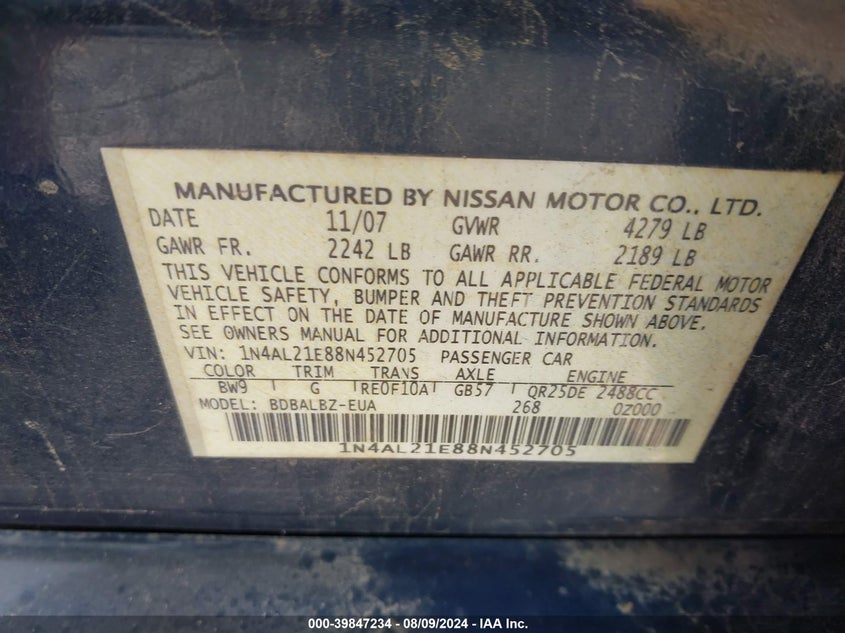 MANUFACTURED BY NISSAN MOTOR CO., LTD.
DATE 11/07 GVWR 4279 LB
GAWR FR. 2242 LB GAWR RR. 2189 LB
THIS VEHICLE CONFORMS TO ALL APPLICABLE FEDERAL MOTOR
VEHICLE SAFETY, BUMPER AND THEFT PREVENTION STANDARDS
IN EFFECT ON THE DATE OF MANUFACTURE SHOWN ABOVE.
SEE OWNERS MANUAL FOR ADDITIONAL INFORMATION.
VIN: 1N4AL21E88N452705 PASSENGER CAR
COLOR TRIM TRANS AXLE ENGINE
BW9 G RE0F10A GB57 QR25DE 2488CC
MODEL: BDBALBZ-EUA 268 0Z000
1N4AL21E88N452705
000-39847234 - 08/09/2024 - IAA Inc.